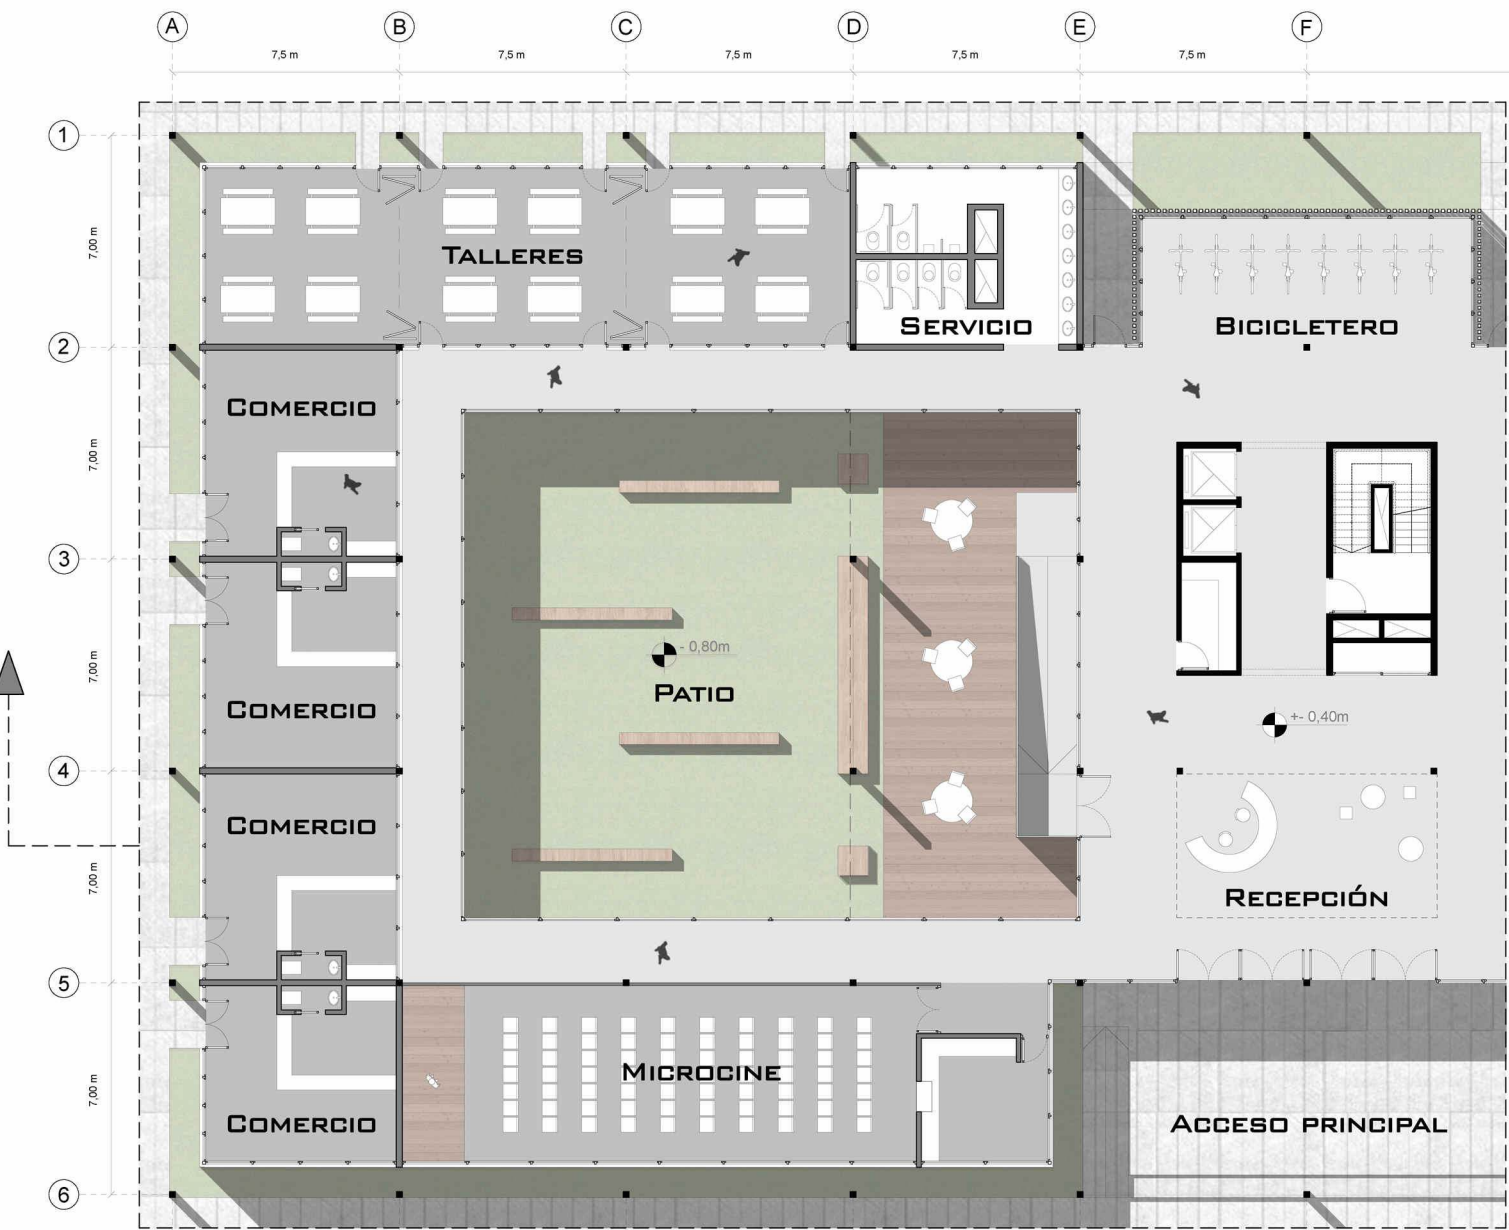 A B C D E F
7,5 m 7,5 m 7,5 m 7,5 m 7,5 m
1
7,00 m
TALLERES
SERVICIO
BICICLETERO
2
COMERCIO
7,00 m
3
- 0,80m
7,00 m
PATIO
COMERCIO
+- 0,40m
4
COMERCIO
7,00 m
RECEPCIÓN
5
MICROCINE
7,00 m
COMERCIO
ACCESO PRINCIPAL
6